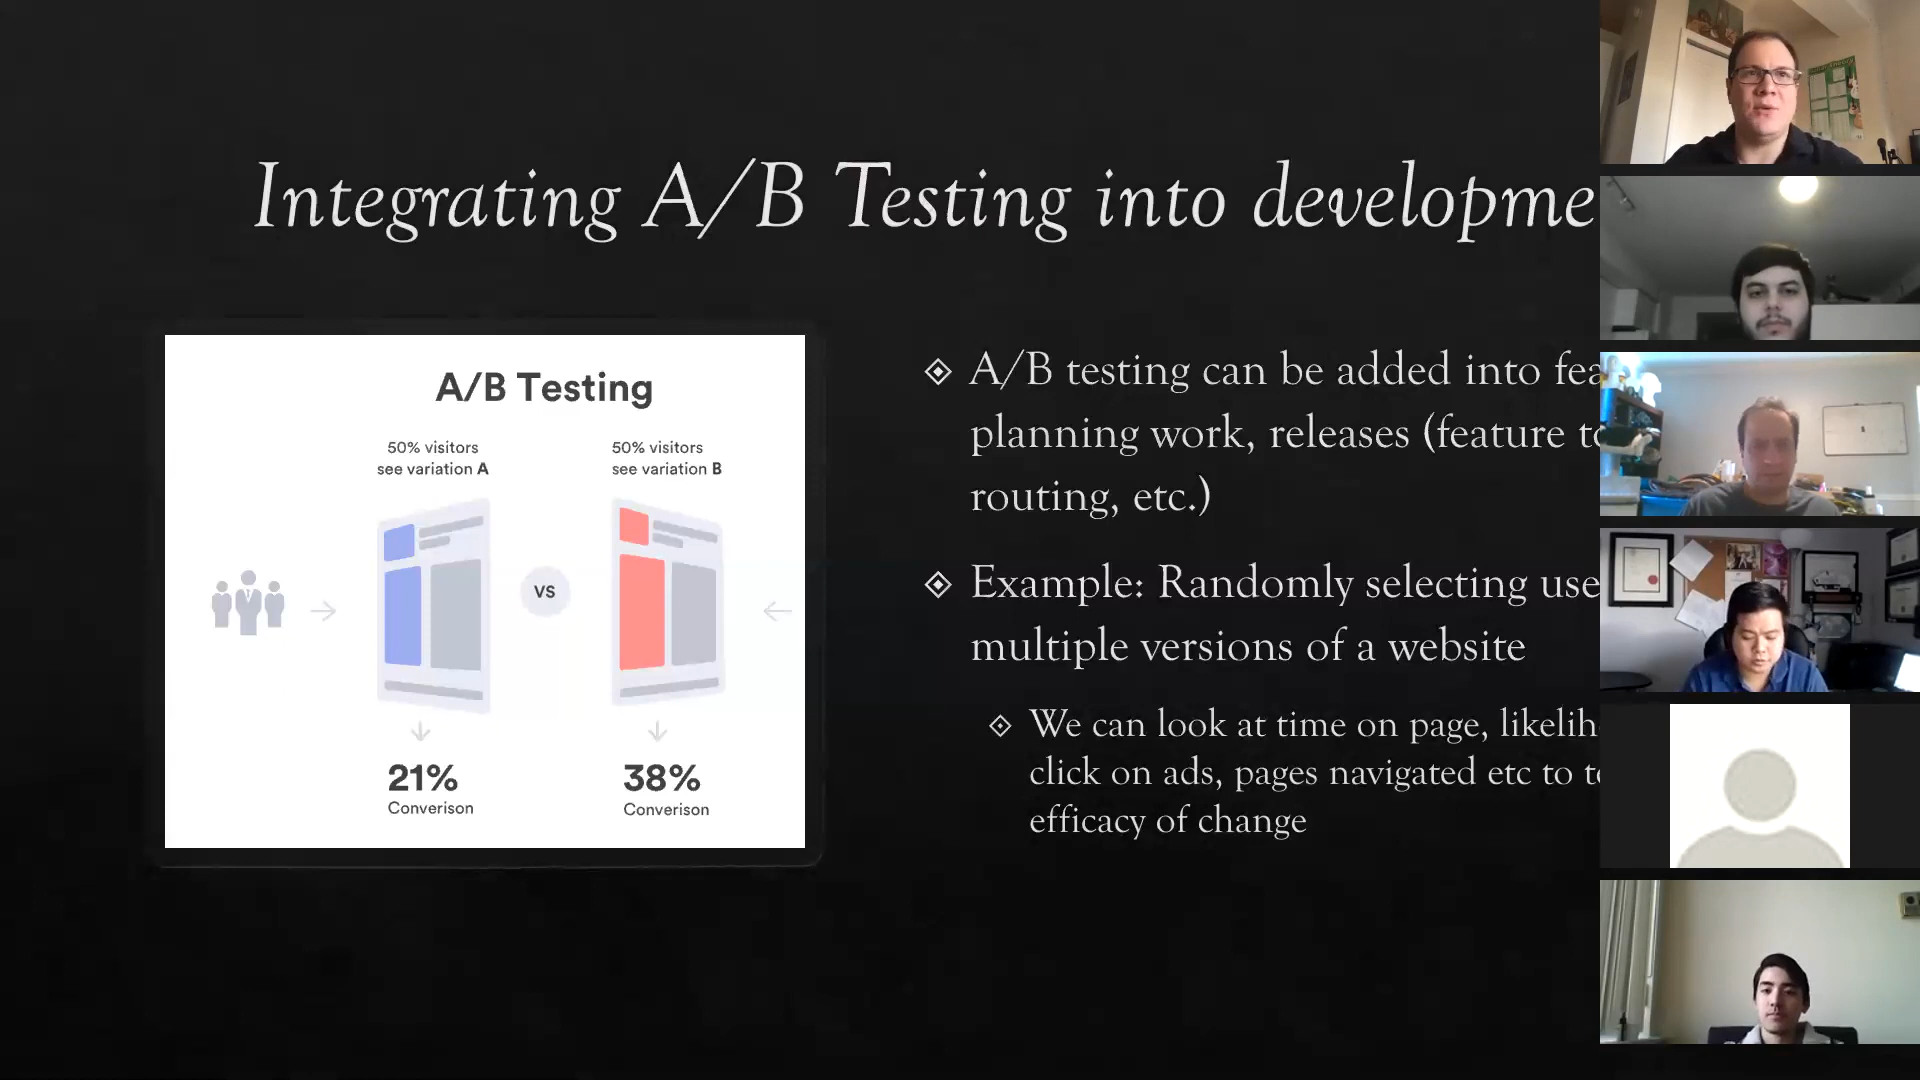 Integrating A/B Testing into developme
A/B Testing
50% visitors
see variation A
50% visitors
see variation B
VS
21%
Converison
38%
Converison
A/B testing can be added into fea
planning work, releases (feature to
routing, etc.)
Example: Randomly selecting use
multiple versions of a website
We can look at time on page, likelih
click on ads, pages navigated etc to te
efficacy of change